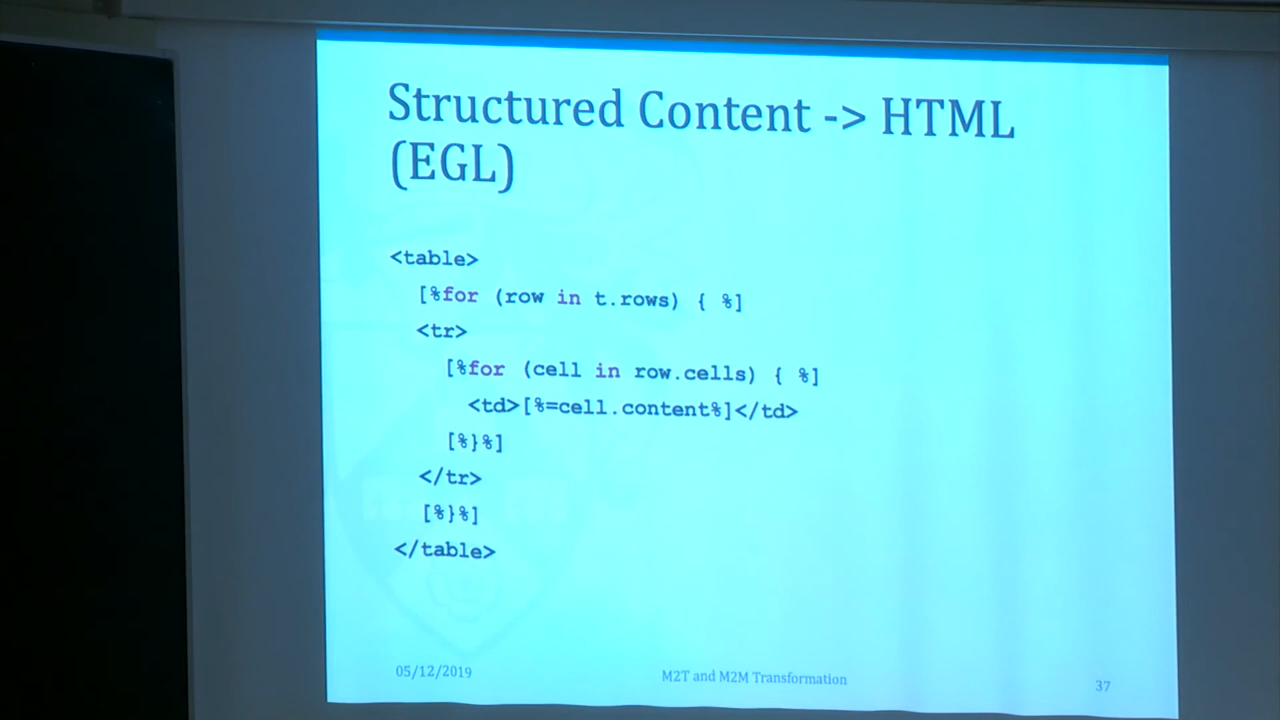 Structured Content -> HTML
(EGL)
<table>
[%for (row in t.rows) { %]
<tr>
[%for (cell in row.cells) { %]
<td>[%=cell.content%]</td>
[%}%]
</tr>
[%}%]
</table>
05/12/2019
M2T and M2M Transformation
37